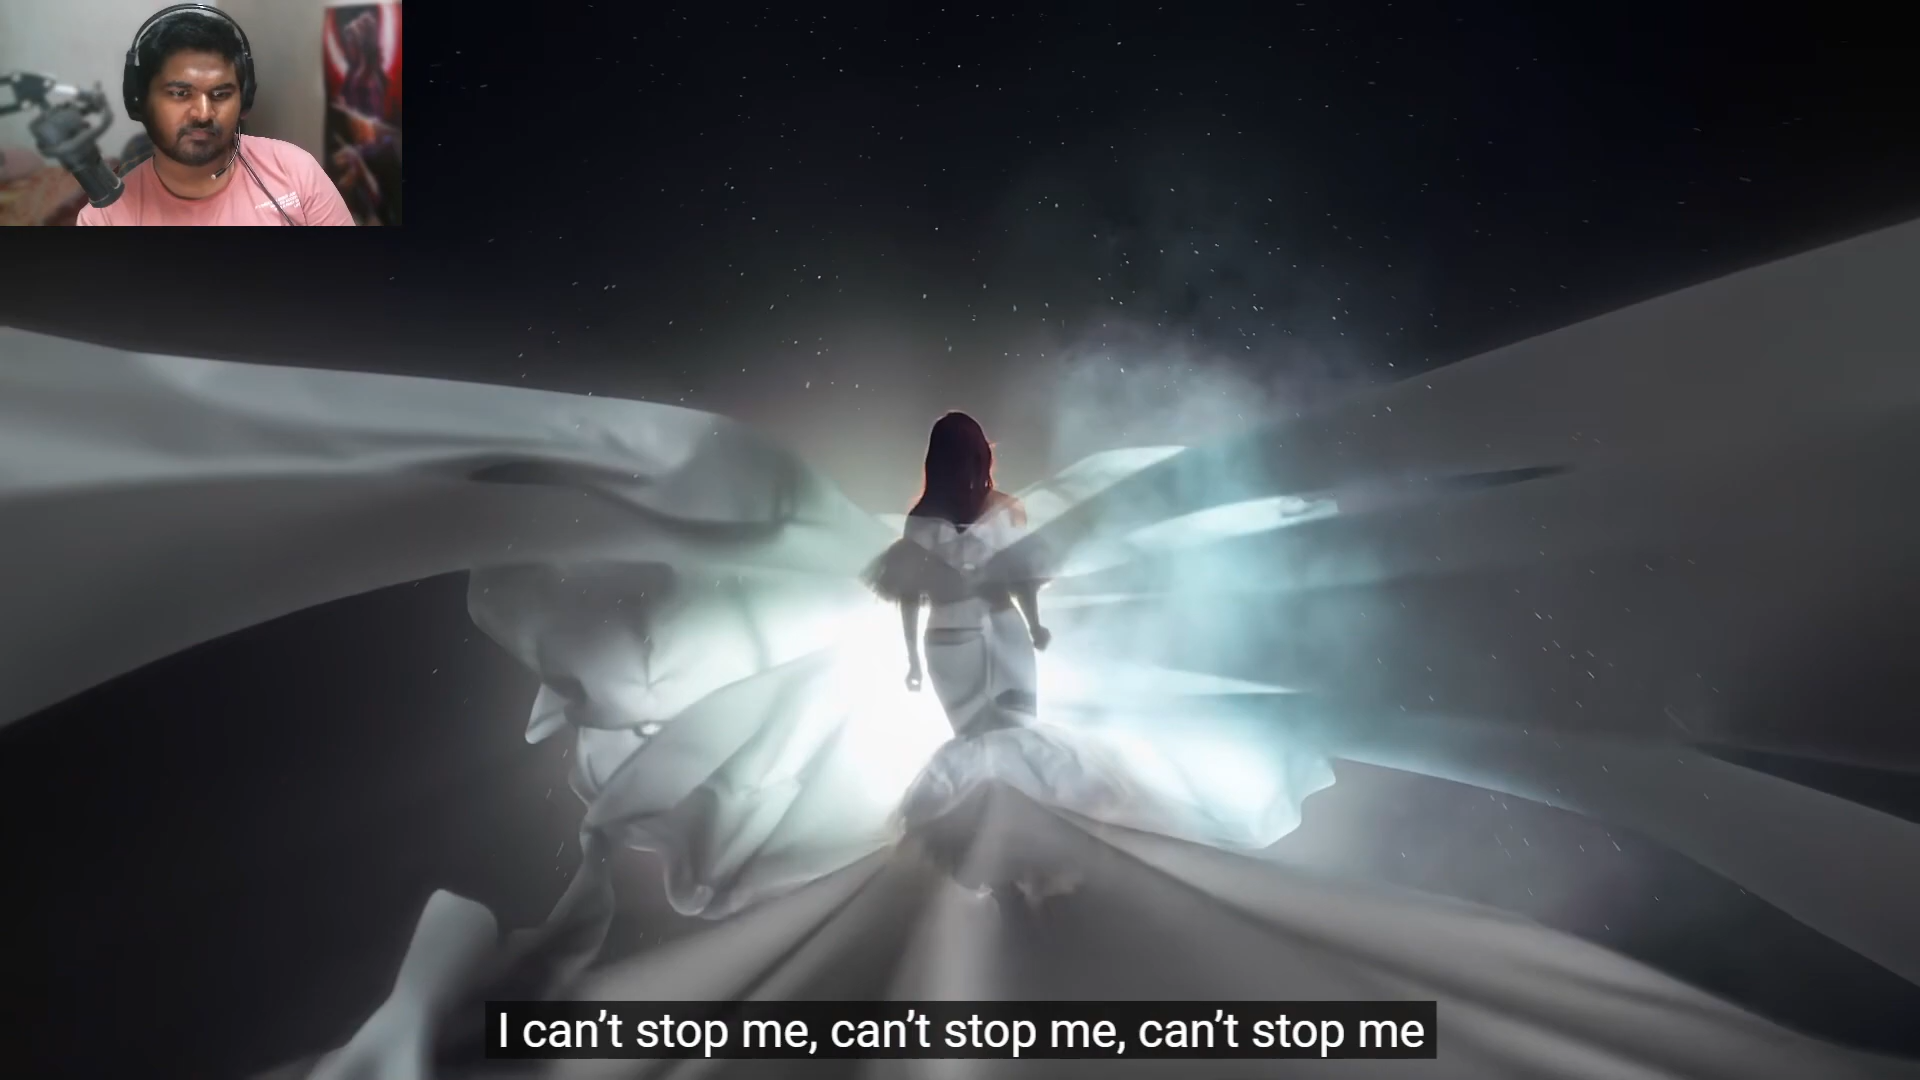 I can’t stop me, can’t stop me, can’t stop me